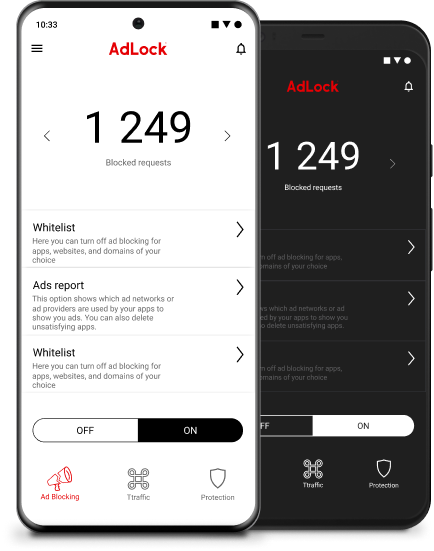 10:33
AdLock
1 249
Blocked requests
Whitelist
Here you can turn off ad blocking for
apps, websites, and domains of your
choice
Ads report
This option shows which ad networks or
ad providers are used by your apps to
show you ads. You can also delete
unsatisfying apps.
Whitelist
Here you can turn off ad blocking for
apps, websites, and domains of your
choice
OFF
ON
Ad Blocking
Ttraffic
Protection
AdLock
1 249
Blocked requests
off ad blocking for apps,
of your choice
which ad networks or ad
by your apps to show you
delete unsatisfying apps.
off ad blocking for apps,
of your choice
FF
ON
Ttraffic
Protection